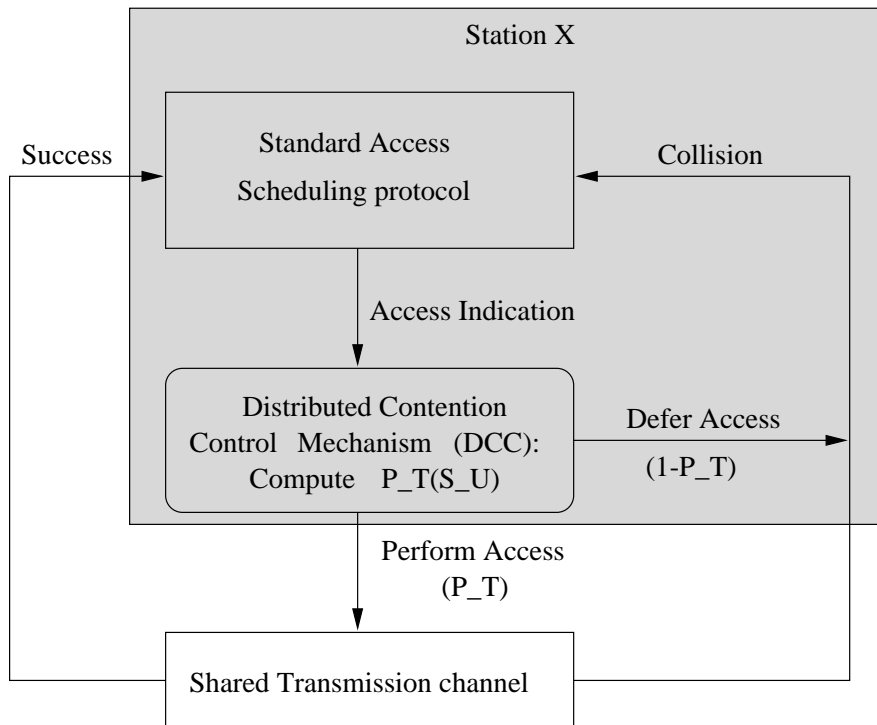 Station X
Success
Standard Access
Scheduling protocol
Collision
Access Indication
Distributed Contention
Control Mechanism (DCC):
Compute P_T(S_U)
Defer Access
(1-P_T)
Perform Access
(P_T)
Shared Transmission channel